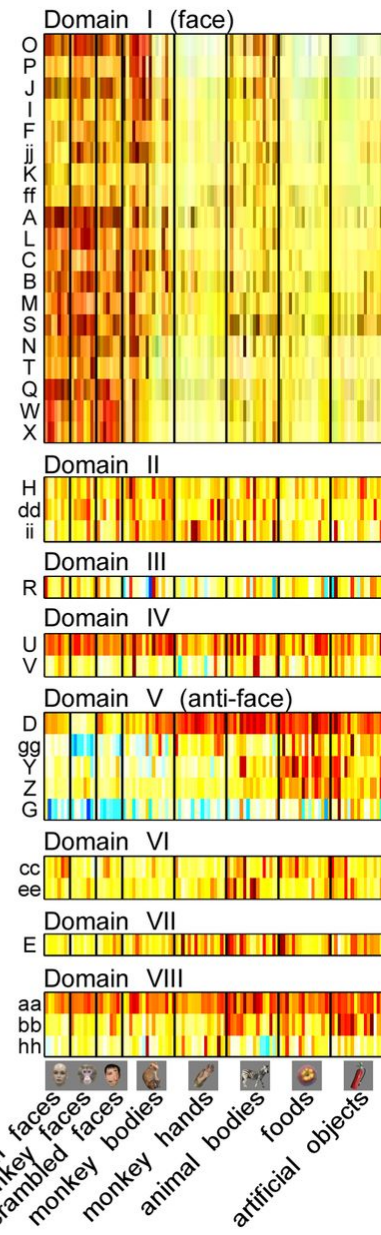 Domain I (face)
O
P
J
I
F
jj
K
ff
A
L
C
B
M
S
N
T
Q
W
X
Domain II
H
dd
ii
Domain III
R
Domain IV
U
V
Domain V (anti-face)
D
gg
Y
Z
G
Domain VI
cc
ee
Domain VII
E
Domain VIII
aa
bb
hh
faces
faces
faces
monkey bodies
monkey hands
animal bodies
foods
artificial objects